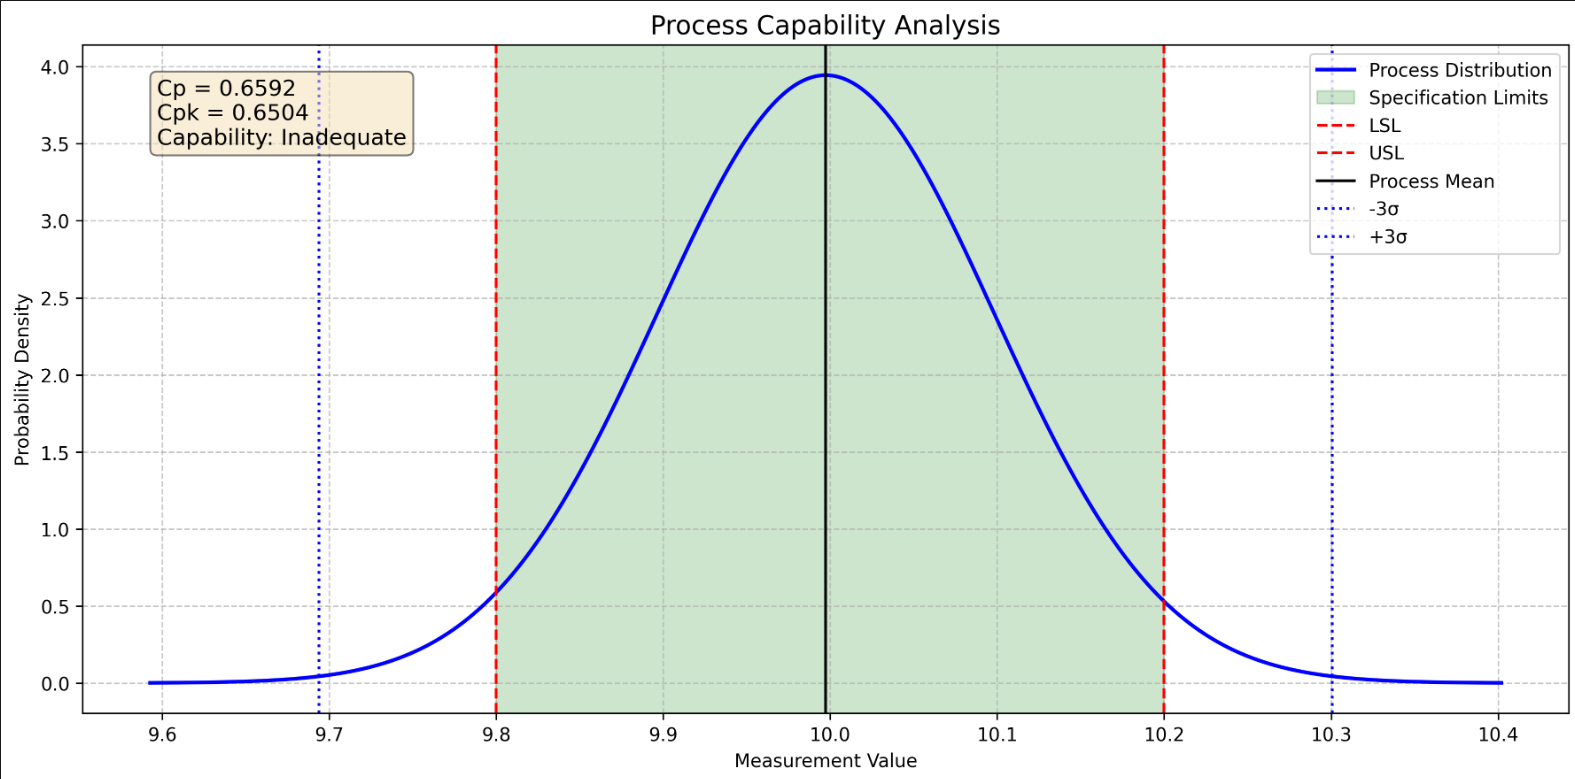 Process Capability Analysis
Cp = 0.6592
Cpk = 0.6504
Capability: Inadequate
Process Distribution
Specification Limits
LSL
USL
Process Mean
-3σ
+3σ
Probability Density
4.0
3.5
3.0
2.5
2.0
1.5
1.0
0.5
0.0
9.6 9.7 9.8 9.9 10.0 10.1 10.2 10.3 10.4
Measurement Value